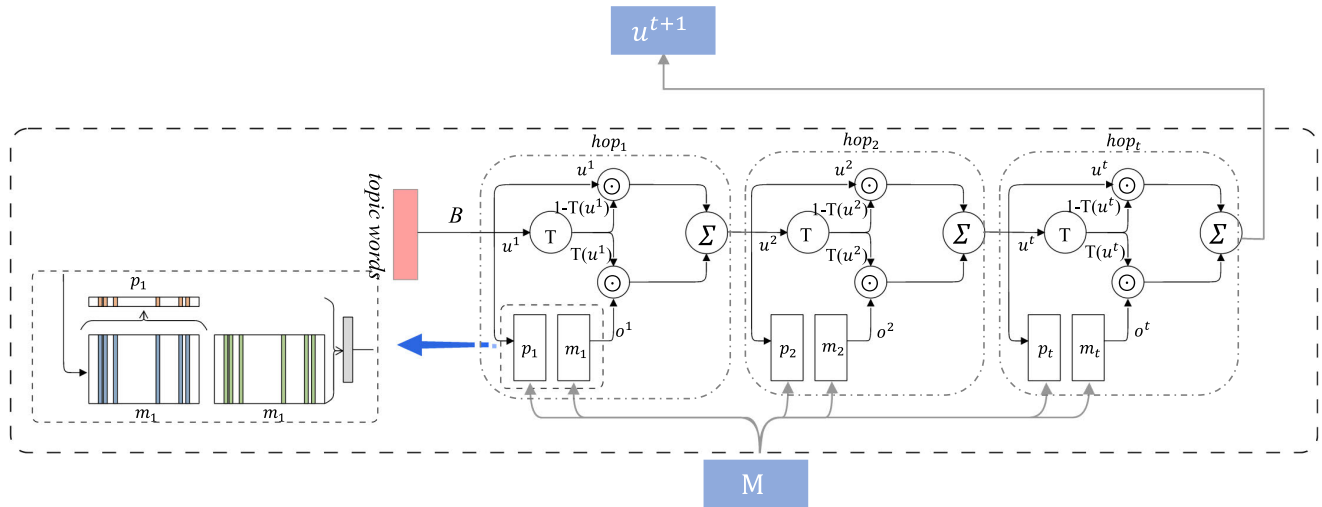 u^{t+1}
hop_1
hop_2
hop_t
topic words
B
u^1
u^1
T
1-T(u^1)
T(u^1)
⊙
⊙
Σ
p_1
m_1
o^1
u^2
u^2
T
1-T(u^2)
T(u^2)
⊙
⊙
Σ
p_2
m_2
o^2
u^t
u^t
T
1-T(u^t)
T(u^t)
⊙
⊙
Σ
p_t
m_t
o^t
p_1
m_1
m_1
M